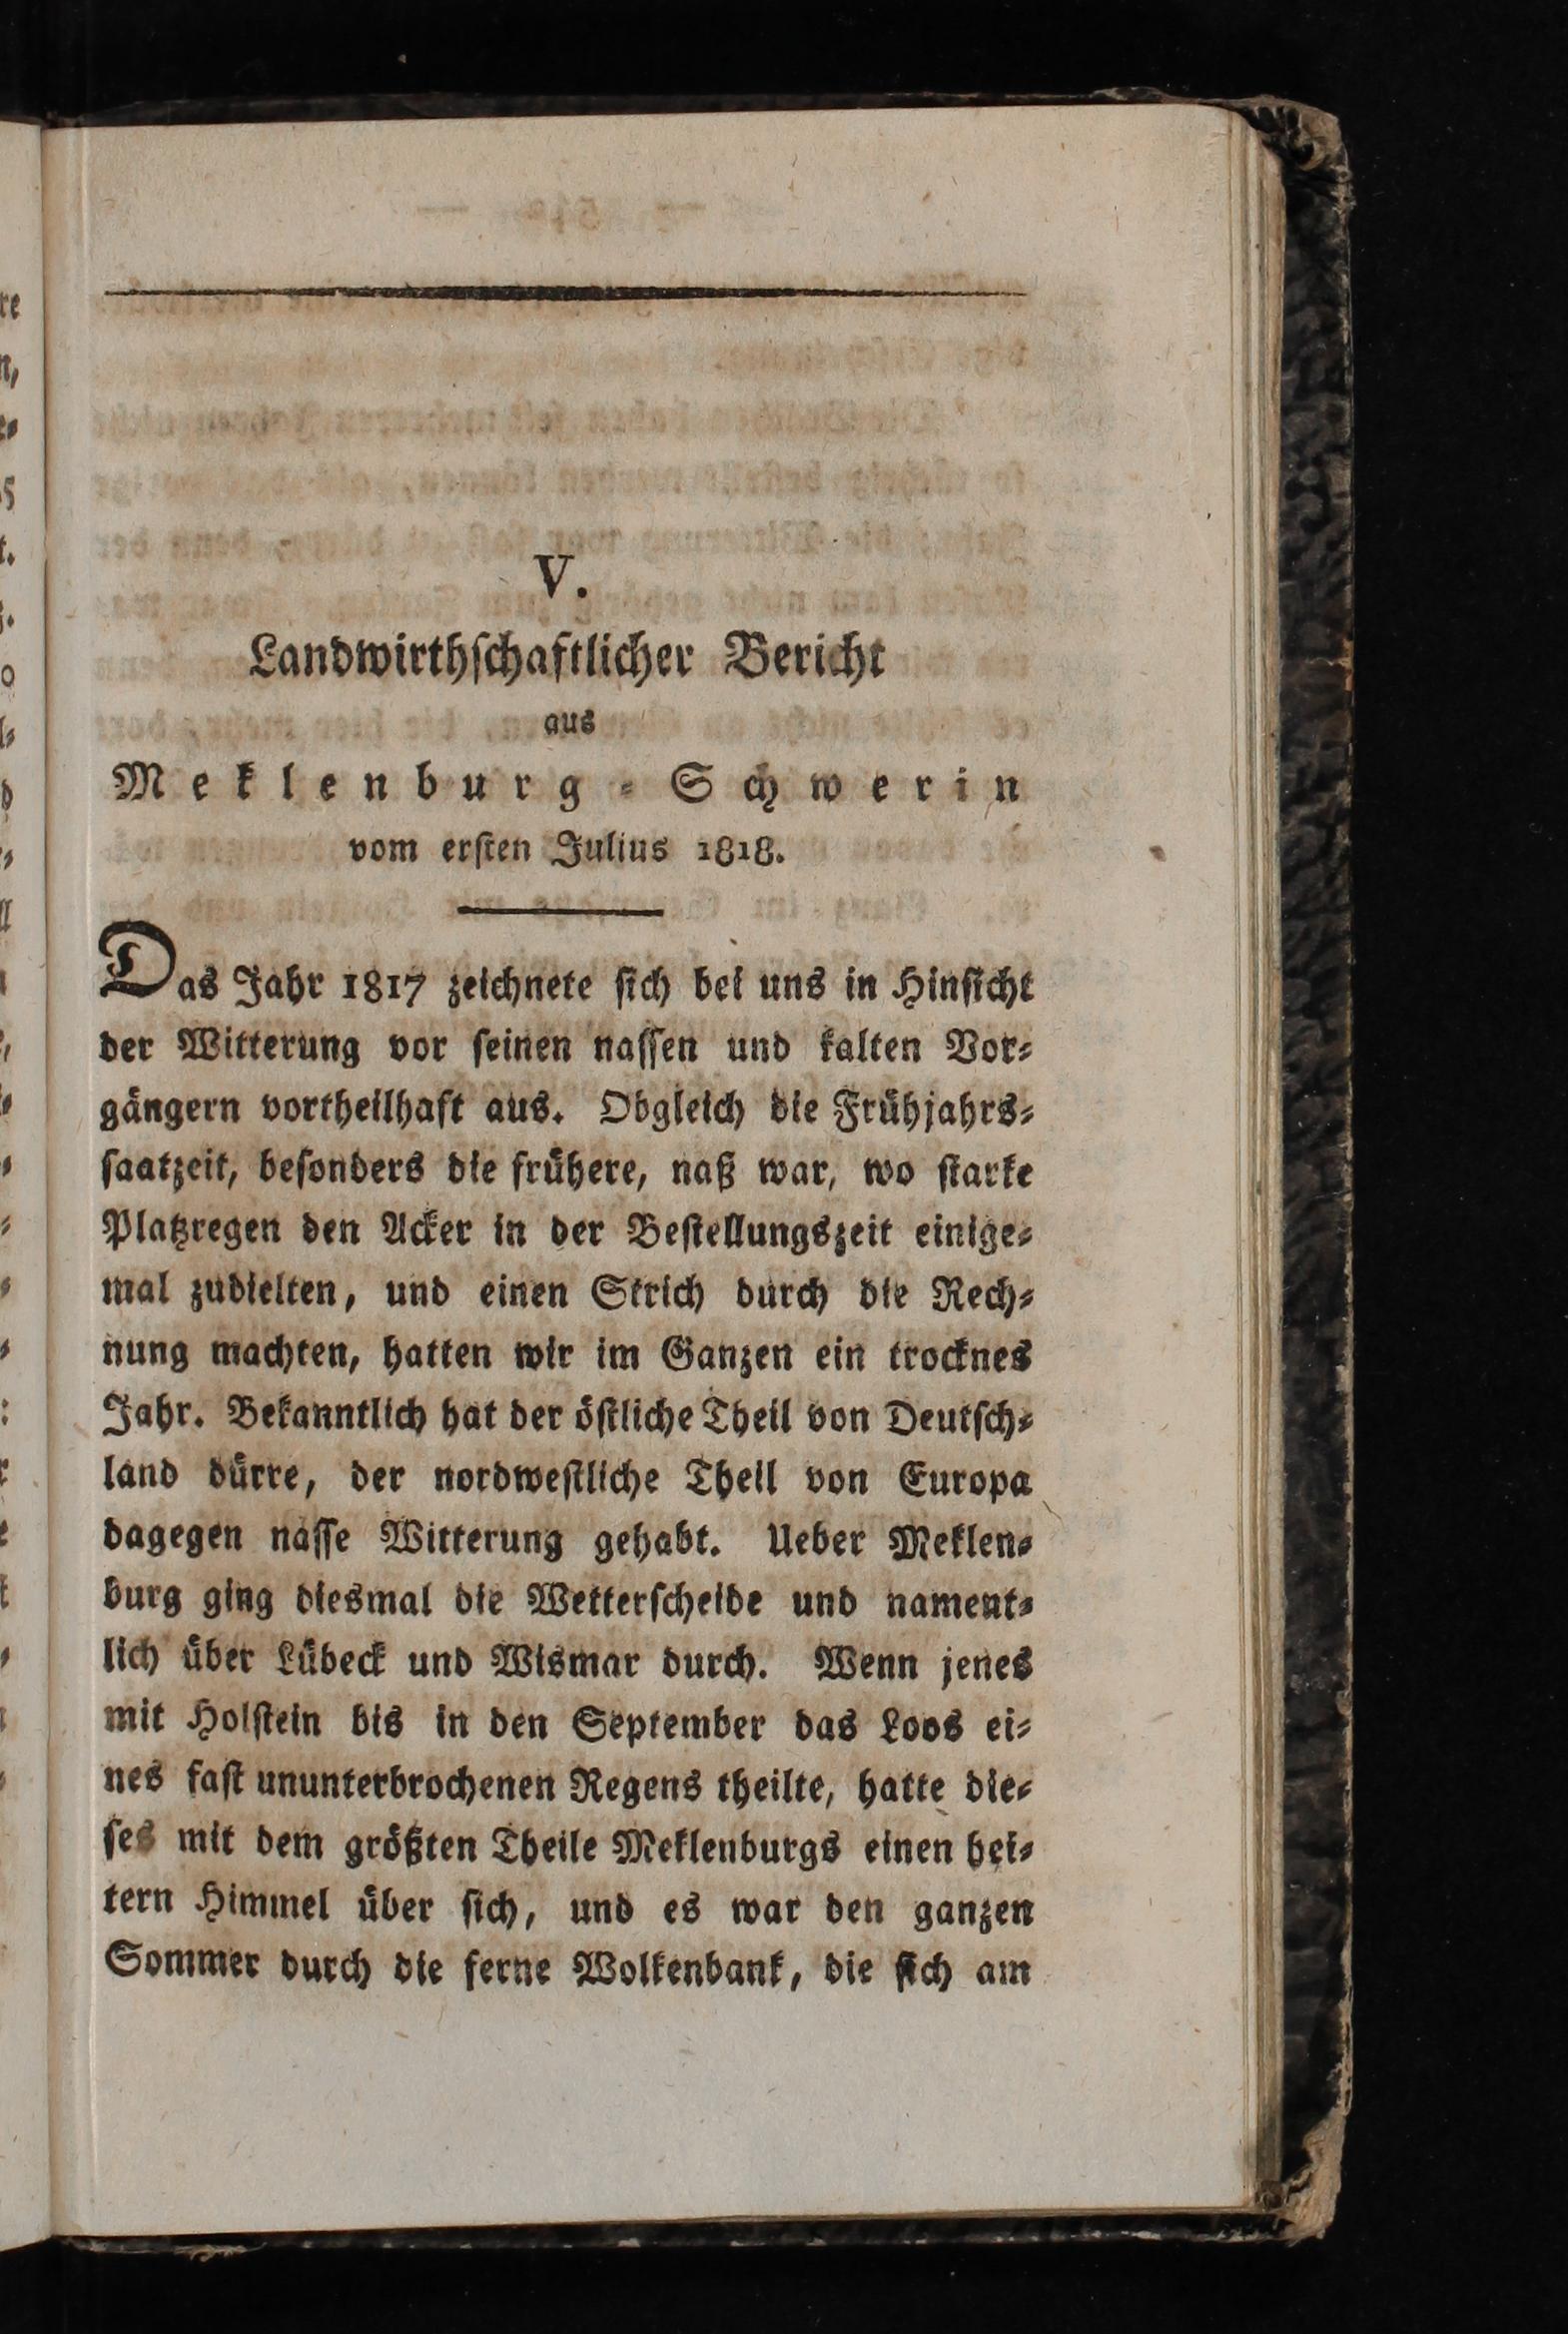 V.
Landwirthschaftlicher Bericht
aus
Meklenburg-Schwerin
vom ersten Julius 1818.
Das Jahr 1817 zeichnete sich bei uns in Hinsicht
der Witterung vor seinen nassen und kalten Vor-
gängern vortheilhaft aus. Obgleich die Frühjahrs-
saatzeit, besonders die frühere, naß war, wo starke
Platzregen den Acker in der Bestellungszeit einige-
mal zudielten, und einen Strich durch die Rech-
nung machten, hatten wir im Ganzen ein trocknes
Jahr. Bekanntlich hat der östliche Theil von Deutsch-
land dürre, der nordwestliche Theil von Europa
dagegen nasse Witterung gehabt. Ueber Meklen-
burg ging diesmal die Wetterscheide und nament-
lich über Lübeck und Wismar durch. Wenn jenes
mit Holstein bis in den September das Loos ei-
nes fast ununterbrochenen Regens theilte, hatte die-
ses mit dem größten Theile Meklenburgs einen hei-
tern Himmel über sich, und es war den ganzen
Sommer durch die ferne Wolkenbank, die sich am